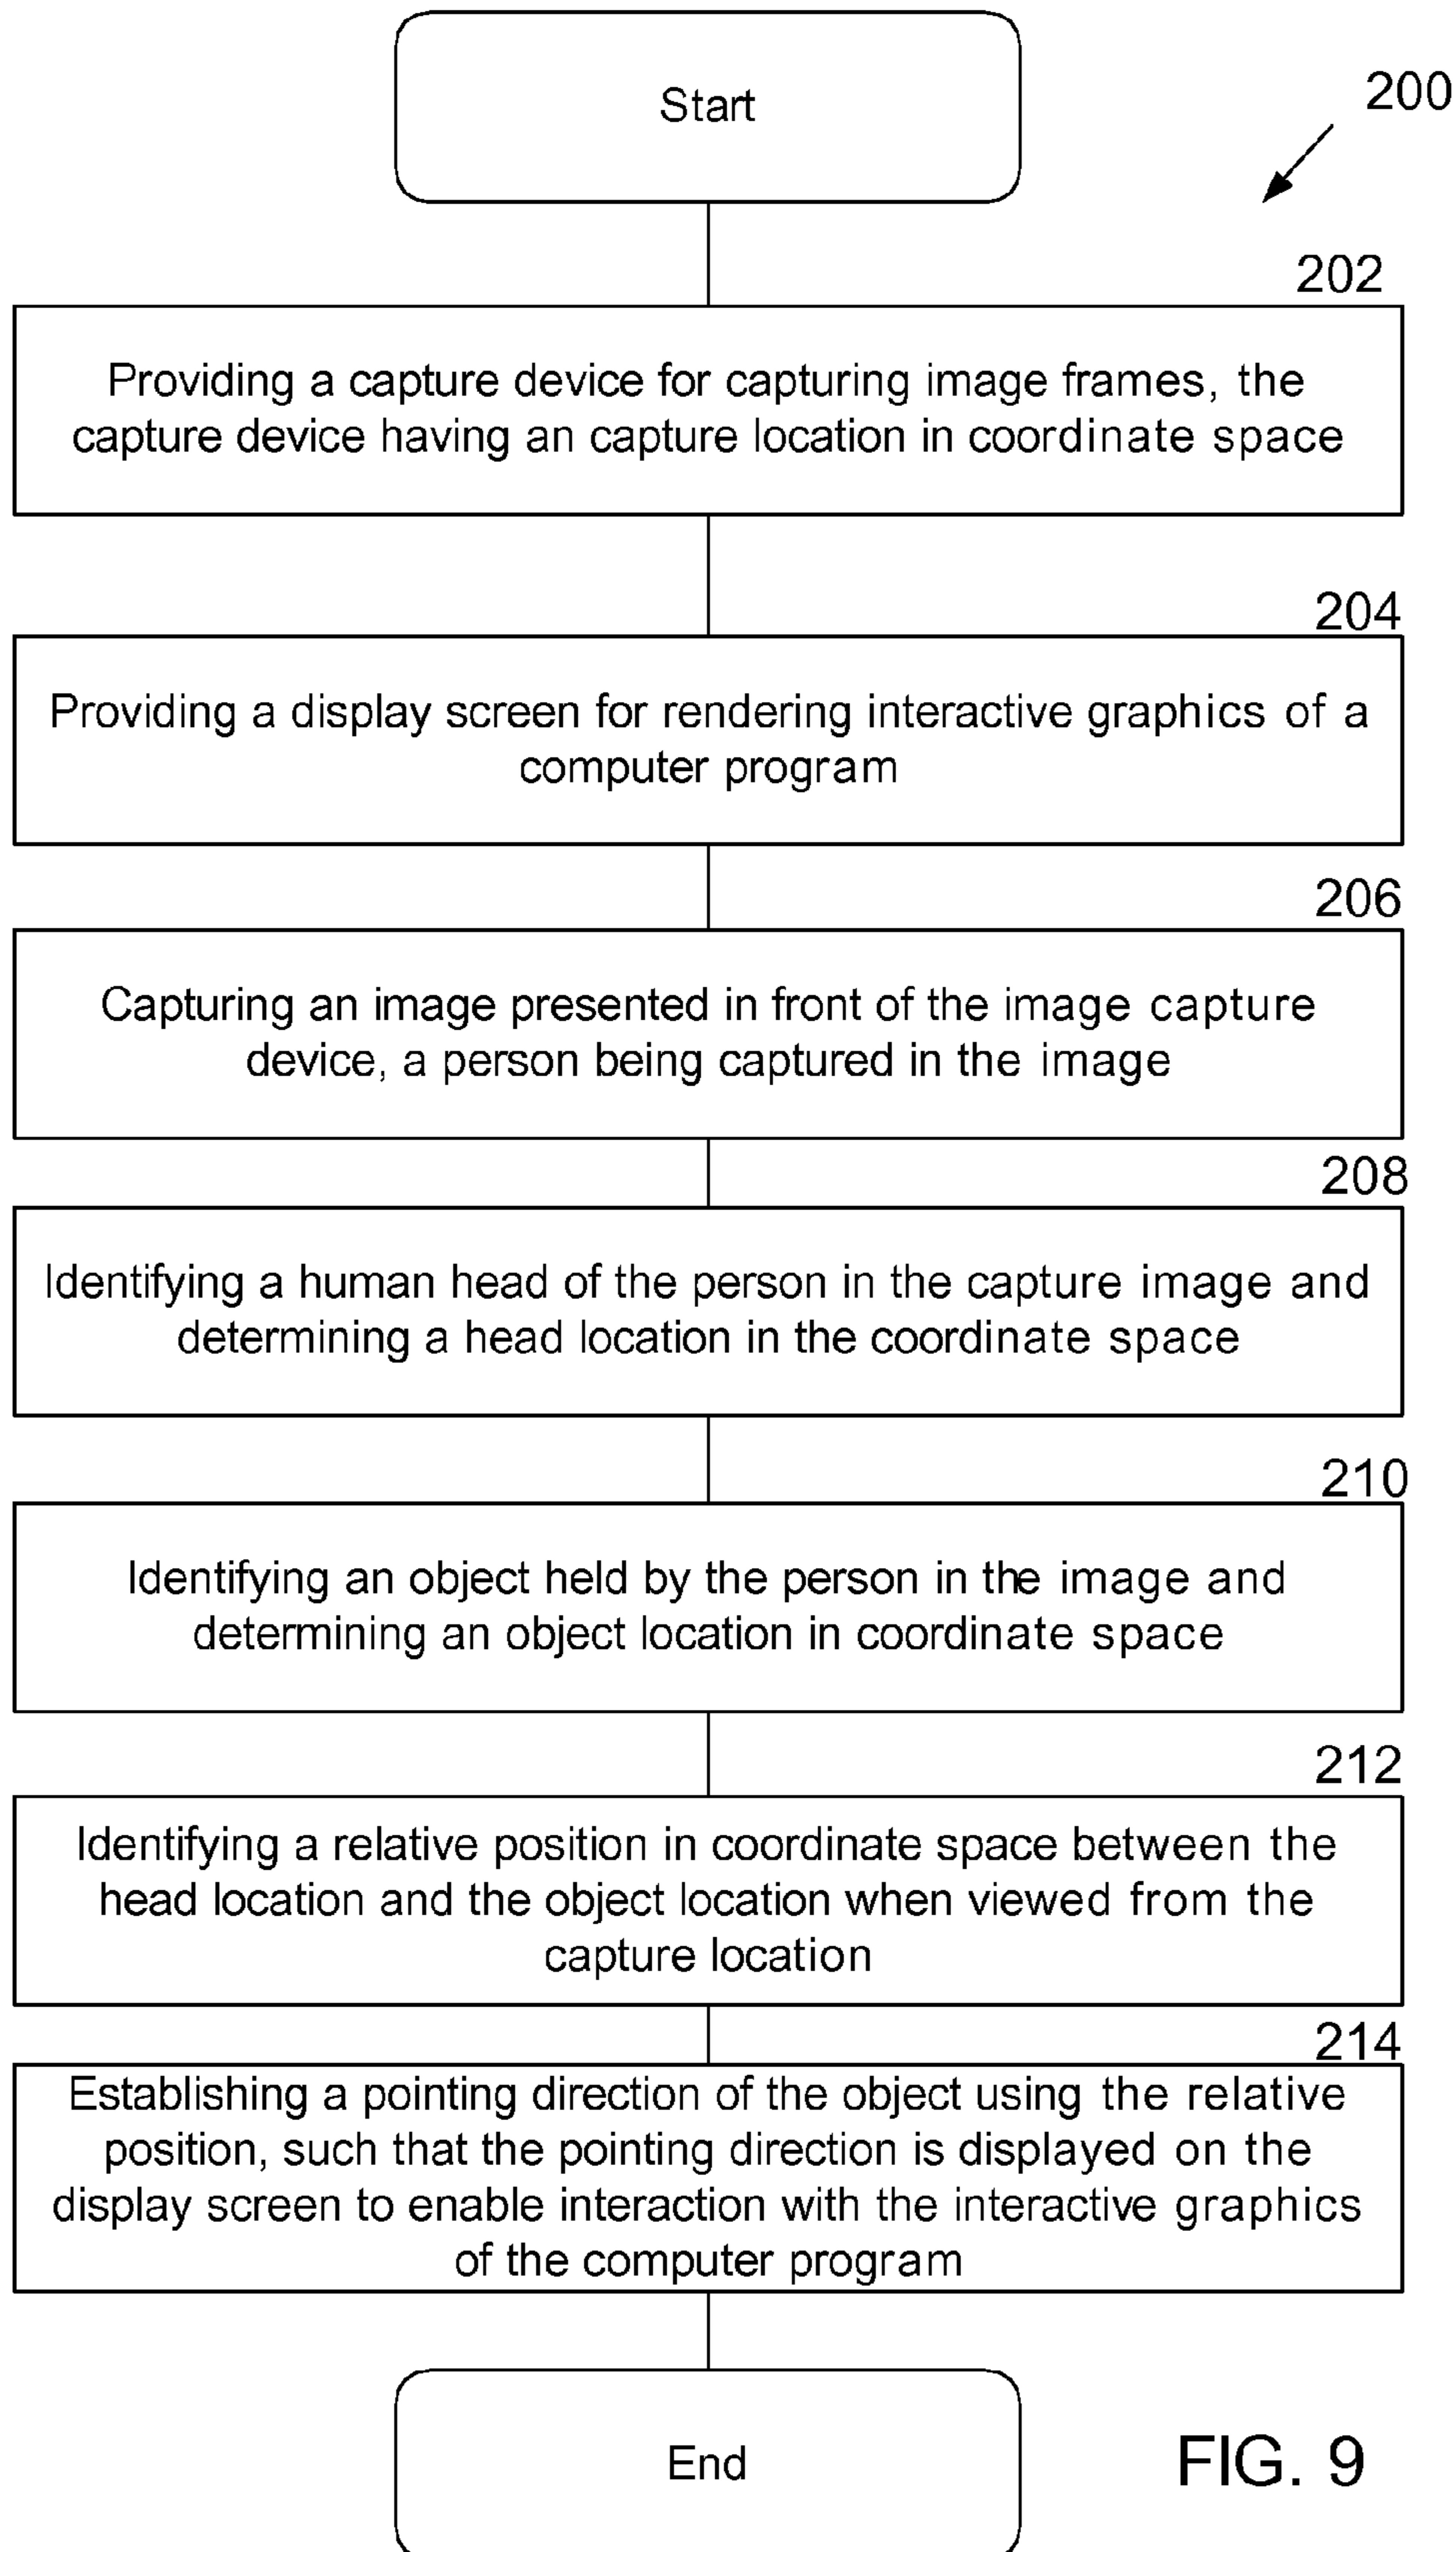 Start
200
202
Providing a capture device for capturing image frames, the
capture device having an capture location in coordinate space
204
Providing a display screen for rendering interactive graphics of a
computer program
206
Capturing an image presented in front of the image capture
device, a person being captured in the image
208
Identifying a human head of the person in the capture image and
determining a head location in the coordinate space
210
Identifying an object held by the person in the image and
determining an object location in coordinate space
212
Identifying a relative position in coordinate space between the
head location and the object location when viewed from the
capture location
214
Establishing a pointing direction of the object using the relative
position, such that the pointing direction is displayed on the
display screen to enable interaction with the interactive graphics
of the computer program
End
FIG. 9